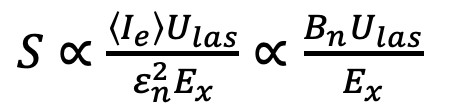 S ∝ ⟨I_e⟩U_las / ε_n^2 E_x ∝ B_n U_las / E_x